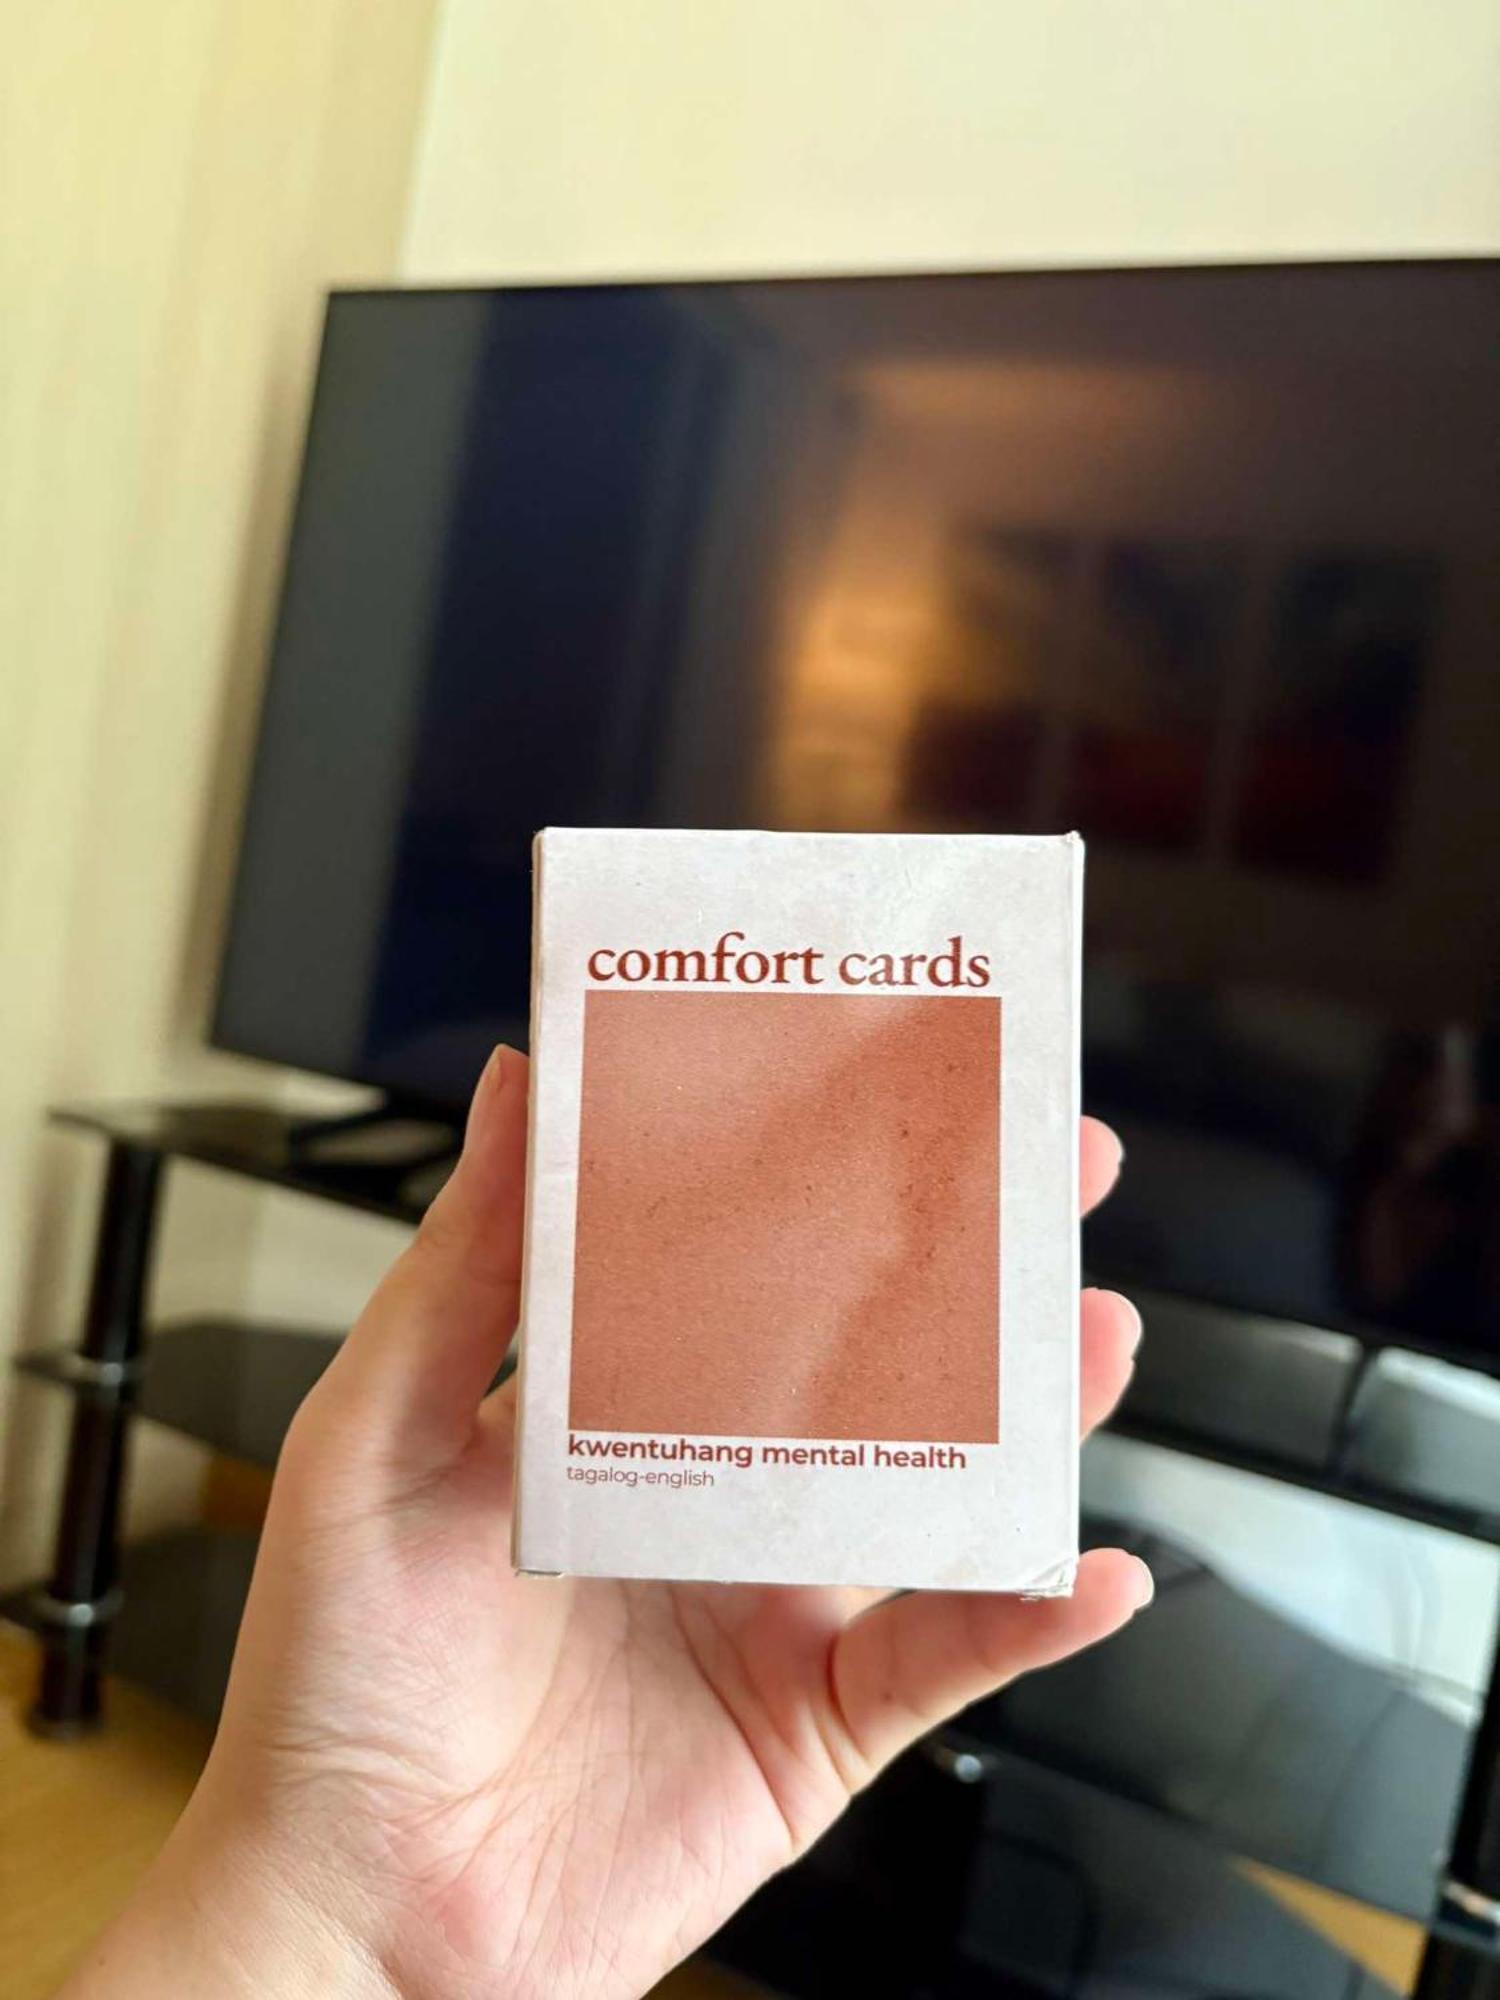 comfort cards
kwentuhang mental health
tagalog-english